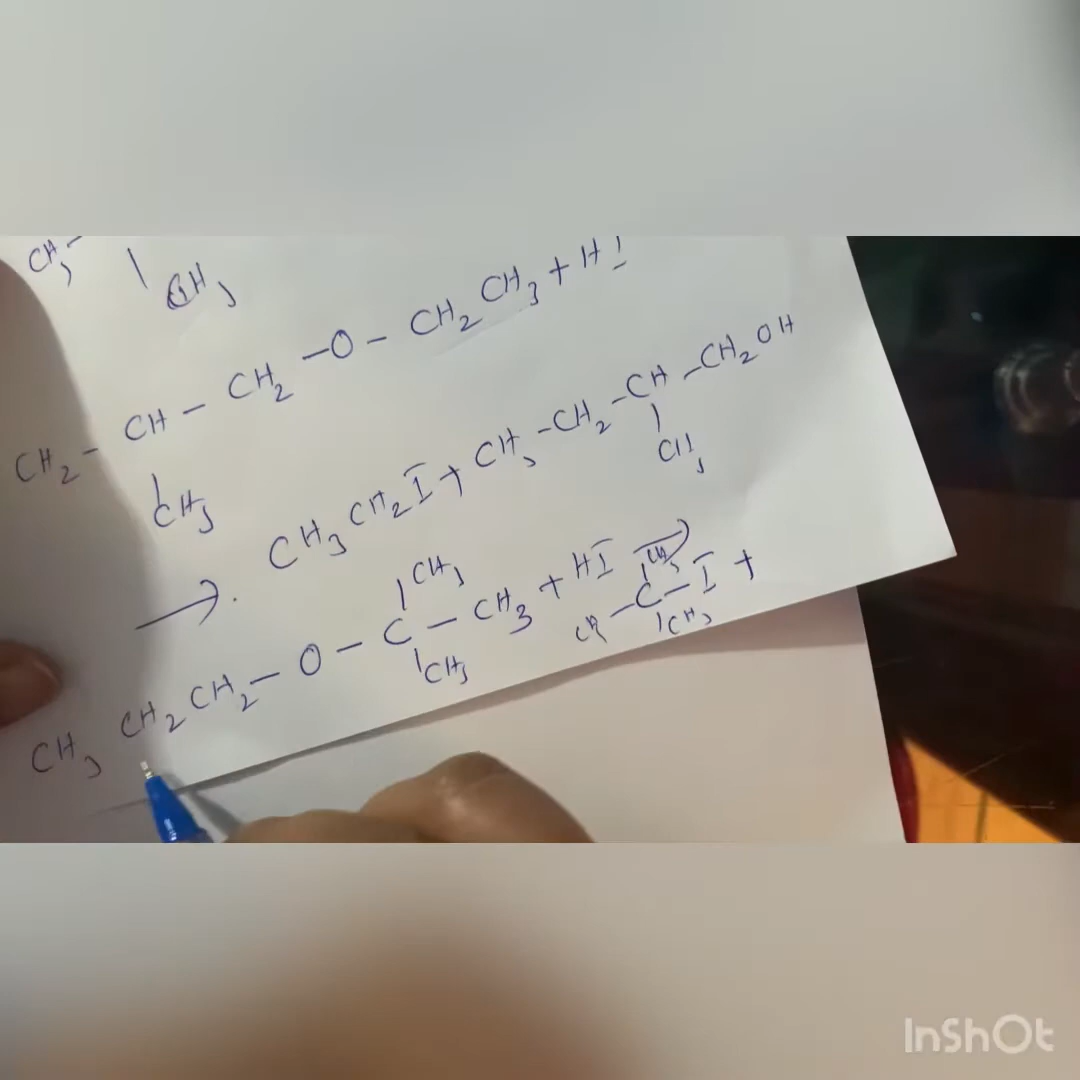 CH3
CH3
CH2 - CH - CH2 - O - CH2CH3 + HI
CH3
CH3CH2I + CH3 - CH2 - CH - CH2OH
CH3
CH3
CH3CH2CH2 - O - C - CH3 + HI
CH3
CH3
C - I +
CH3
InShOt